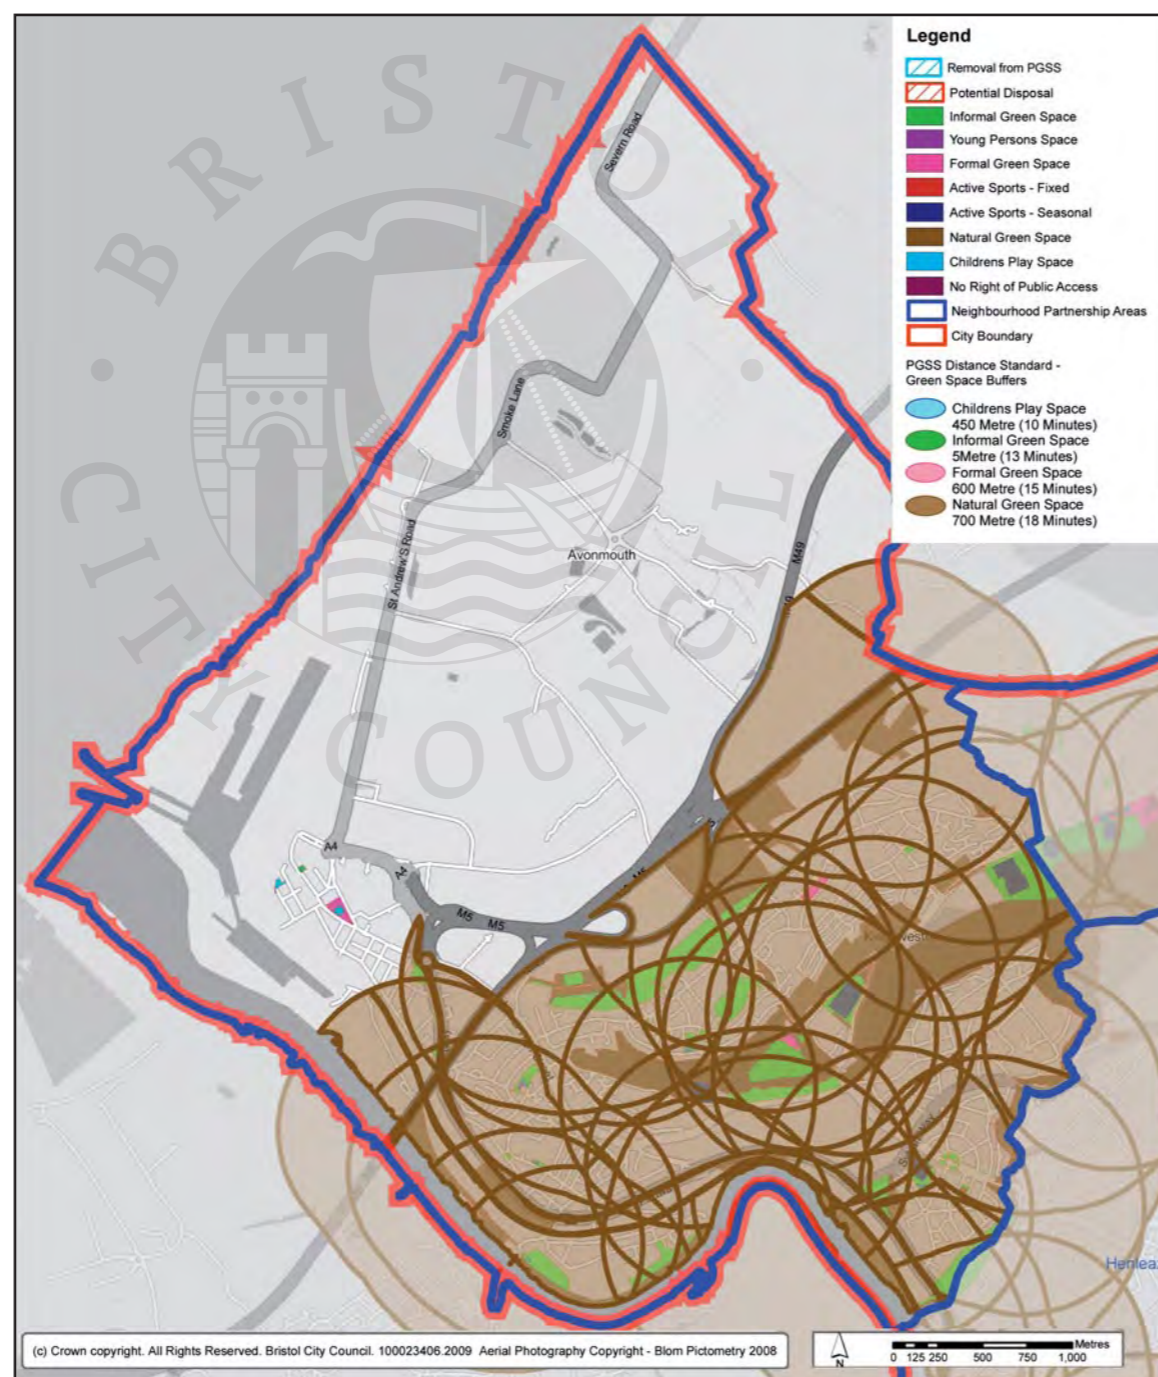 BRISTOL
CITY COUNCIL
Legend
Removal from PGSS
Potential Disposal
Informal Green Space
Young Persons Space
Formal Green Space
Active Sports - Fixed
Active Sports - Seasonal
Natural Green Space
Childrens Play Space
No Right of Public Access
Neighbourhood Partnership Areas
City Boundary
PGSS Distance Standard -
Green Space Buffers
Childrens Play Space
450 Metre (10 Minutes)
Informal Green Space
5Metre (13 Minutes)
Formal Green Space
600 Metre (15 Minutes)
Natural Green Space
700 Metre (18 Minutes)
Severn Road
Smoke Lane
St Andrew'S Road
Avonmouth
M49
A4
A4
M5
M5
(c) Crown copyright. All Rights Reserved. Bristol City Council. 100023406.2009 Aerial Photography Copyright - Blom Pictometry 2008
N
Metres
0 125 250 500 750 1,000